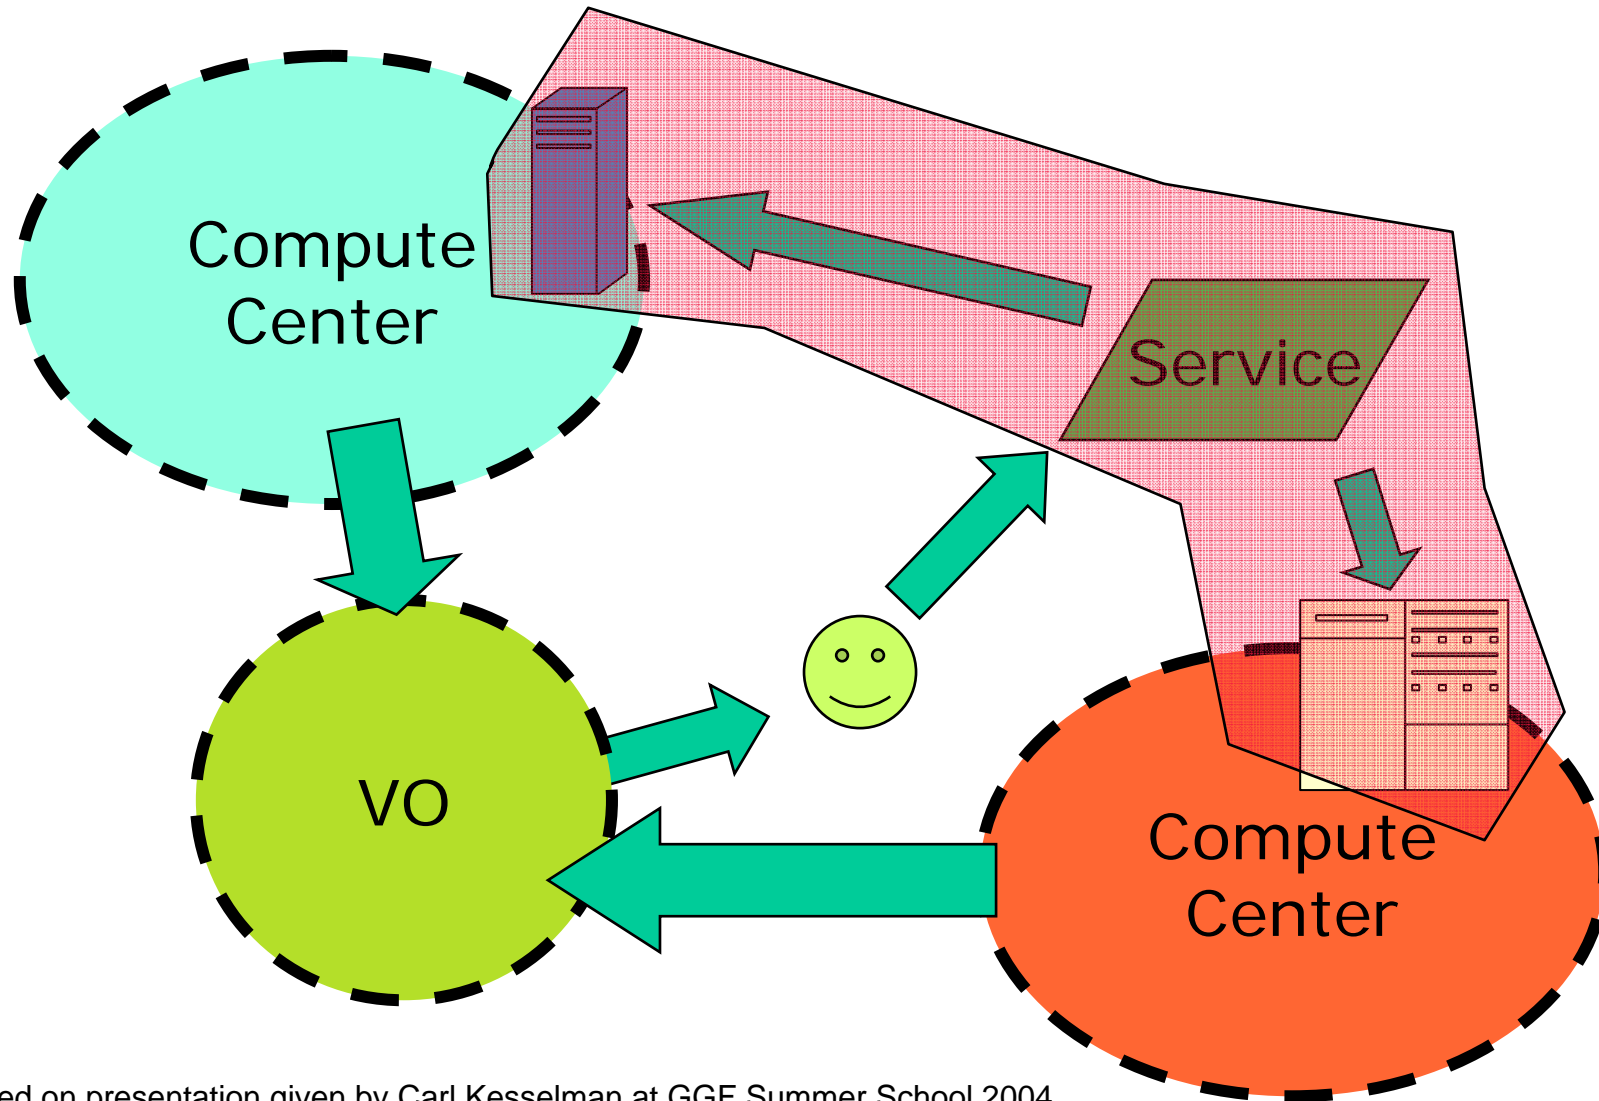 Compute
Center
Service
VO
Compute
Center
ed on presentation given by Carl Kesselman at GGF Summer School 2004